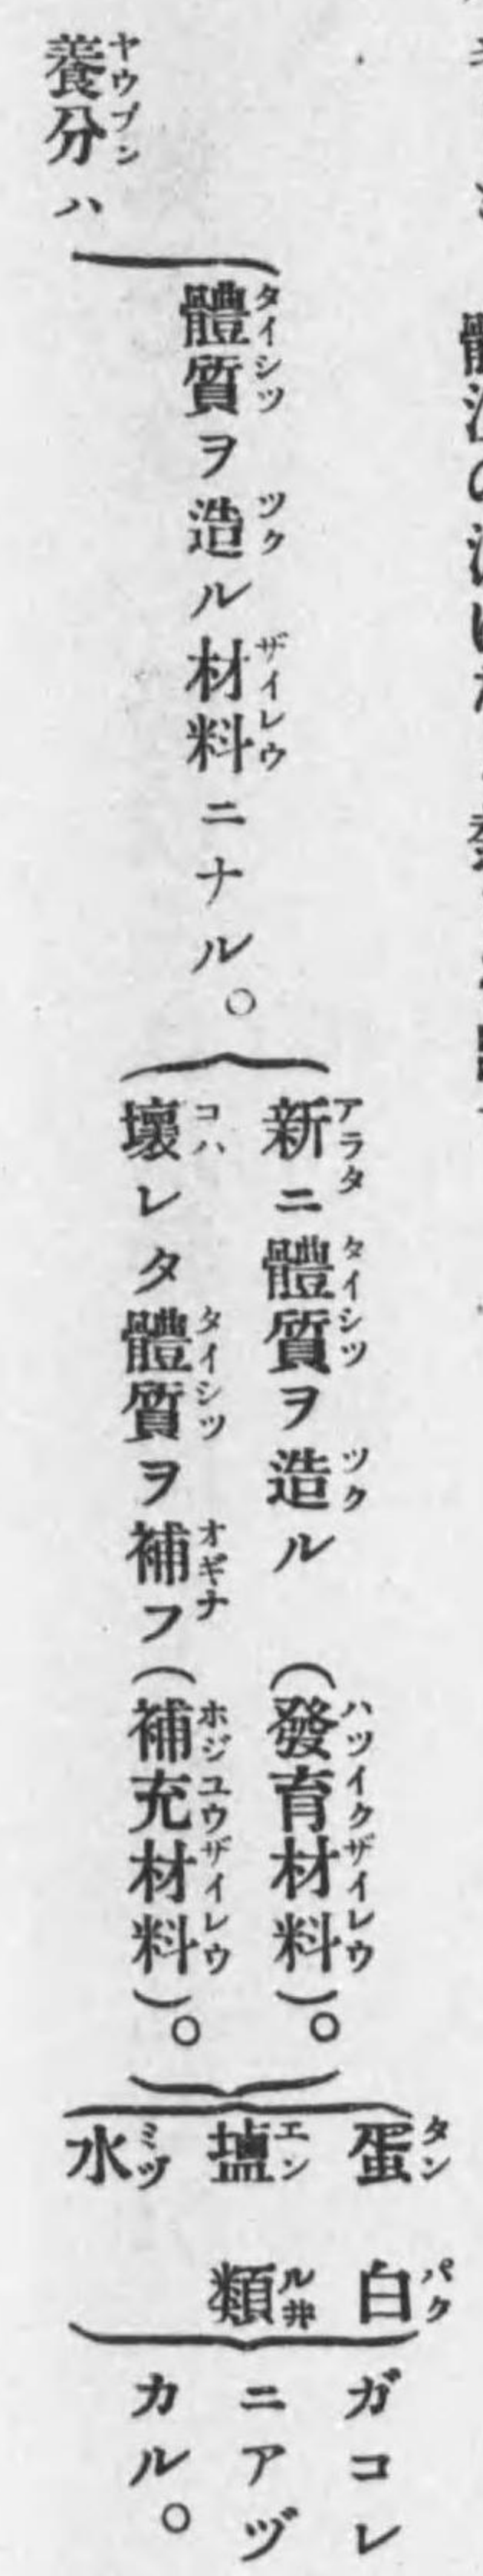 養分ハ
體質ヲ造ル材料ニナル。
新ニ體質ヲ造ル(發育材料)。
壞レタ體質ヲ補フ(補充材料)。
蛋白
鹽類
水
ガコレ
ニアヅ
カル。